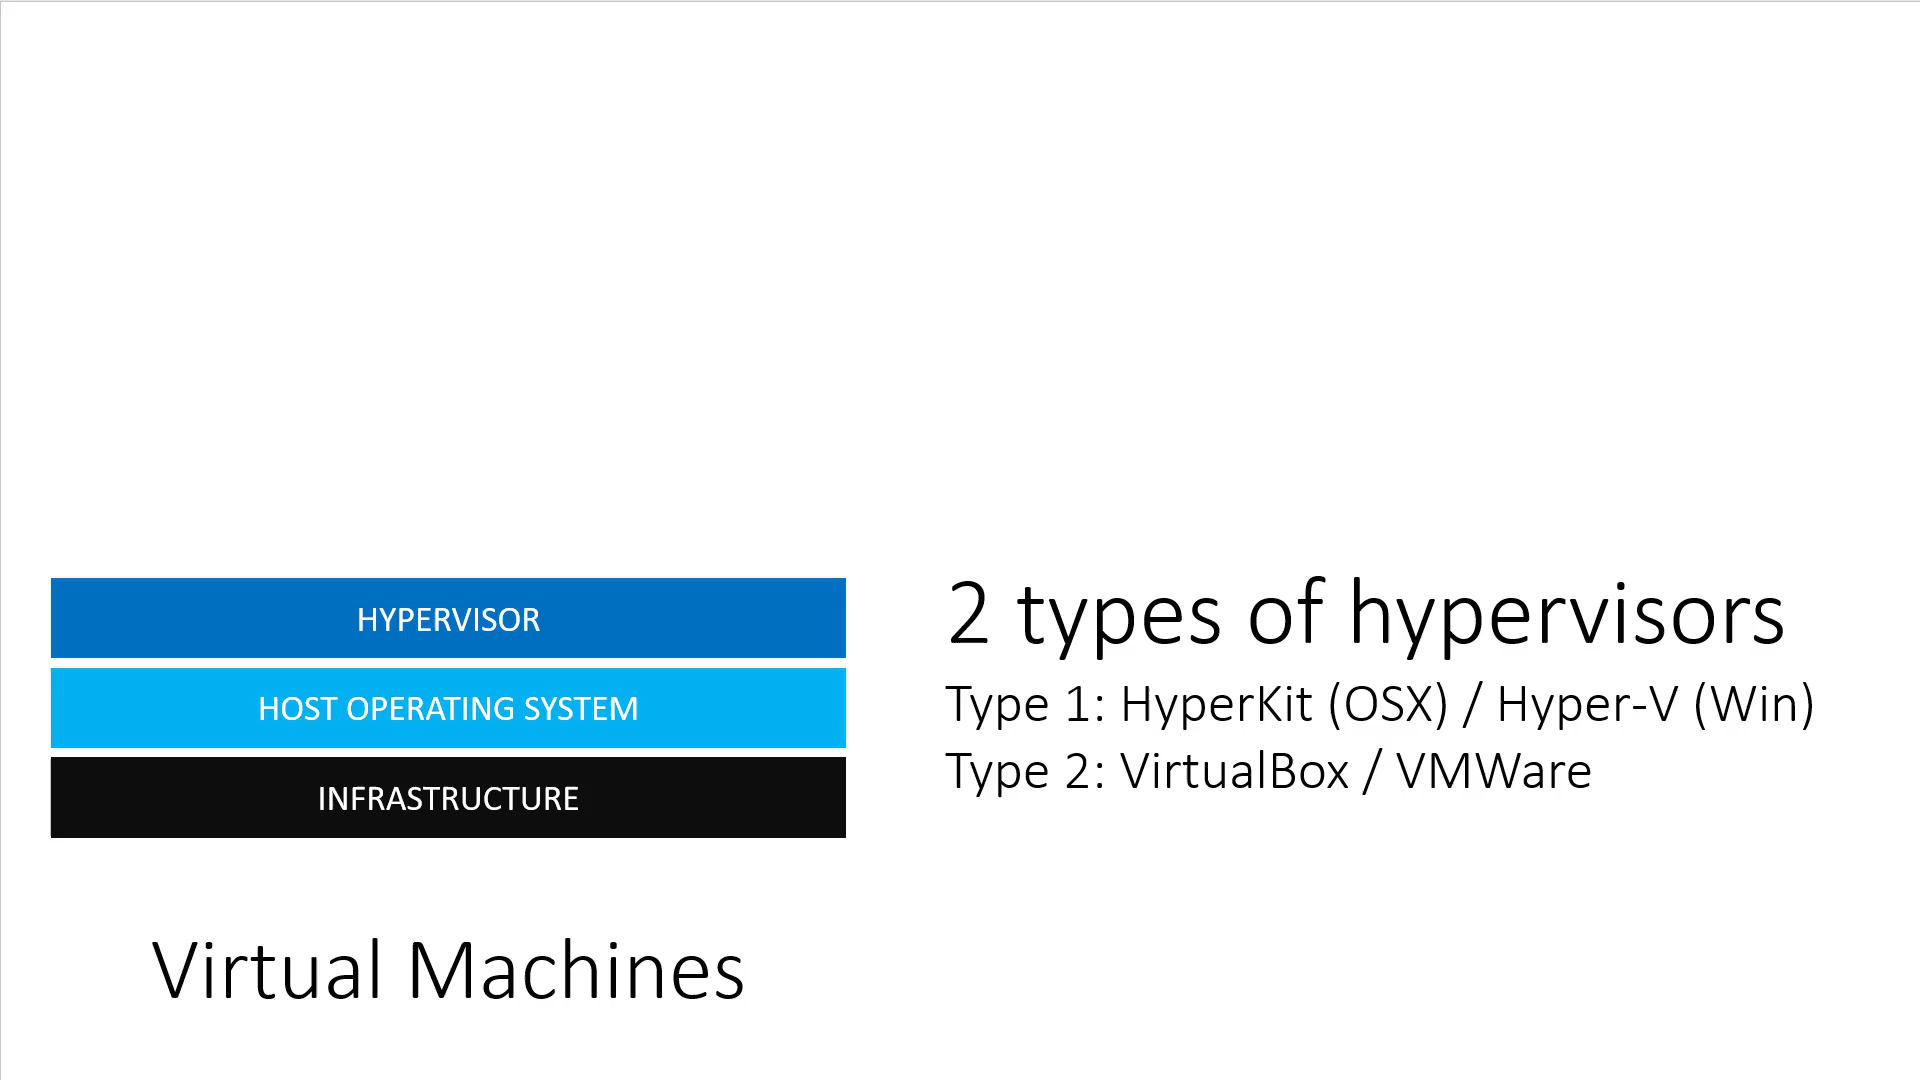 HYPERVISOR
HOST OPERATING SYSTEM
INFRASTRUCTURE
Virtual Machines
2 types of hypervisors
Type 1: HyperKit (OSX) / Hyper-V (Win)
Type 2: VirtualBox / VMWare